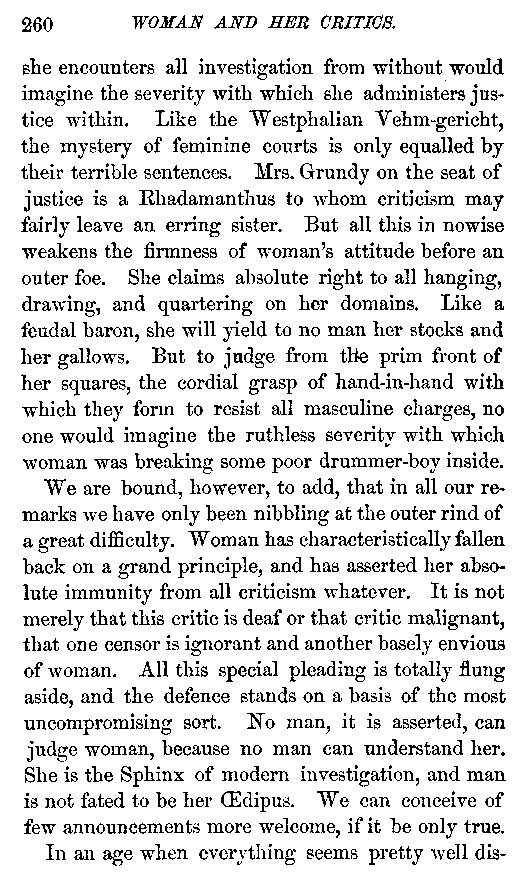 260 WOMAN AND HER CRITICS.
she encounters all investigation from without would
imagine the severity with which she administers jus-
tice within. Like the Westphalian Vehm-gericht,
the mystery of feminine courts is only equalled by
their terrible sentences. Mrs. Grundy on the seat of
justice is a Rhadamanthus to whom criticism may
fairly leave an erring sister. But all this in nowise
weakens the firmness of woman's attitude before an
outer foe. She claims absolute right to all hanging,
drawing, and quartering on her domains. Like a
feudal baron, she will yield to no man her stocks and
her gallows. But to judge from the prim front of
her squares, the cordial grasp of hand-in-hand with
which they form to resist all masculine charges, no
one would imagine the ruthless severity with which
woman was breaking some poor drummer-boy inside.
We are bound, however, to add, that in all our re-
marks we have only been nibbling at the outer rind of
a great difficulty. Woman has characteristically fallen
back on a grand principle, and has asserted her abso-
lute immunity from all criticism whatever. It is not
merely that this critic is deaf or that critic malignant,
that one censor is ignorant and another basely envious
of woman. All this special pleading is totally flung
aside, and the defence stands on a basis of the most
uncompromising sort. No man, it is asserted, can
judge woman, because no man can understand her.
She is the Sphinx of modern investigation, and man
is not fated to be her Œdipus. We can conceive of
few announcements more welcome, if it be only true.
In an age when everything seems pretty well dis-